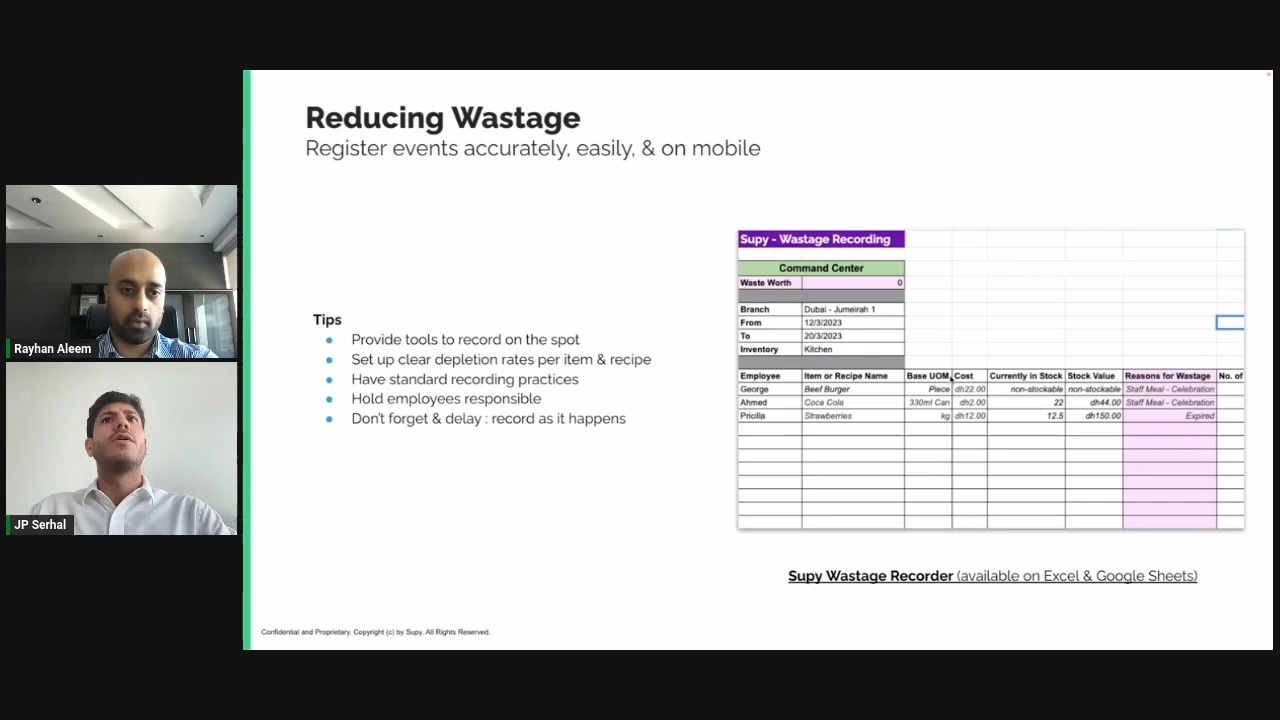 Reducing Wastage
Register events accurately, easily, & on mobile
Rayhan Aleem
JP Serhal
Tips
Provide tools to record on the spot
Set up clear depletion rates per item & recipe
Have standard recording practices
Hold employees responsible
Don't forget & delay : record as it happens
Supy - Wastage Recording
Command Center
Waste Worth 0
Branch Dubai - Jumeirah 1
From 12/3/2023
To 20/3/2023
Inventory Kitchen
Employee Item or Recipe Name Base UOM Cost Currently in Stock Stock Value Reasons for Wastage No. of
George Beef Burger Piece dh22.00 non-stockable non-stockable Staff Meal - Celebration
Ahmed Coca Cola 330ml Can dh2.00 22 dh44.00 Staff Meal - Celebration
Pricilla Strawberries kg dh12.00 12.5 dh150.00 Expired
Supy Wastage Recorder (available on Excel & Google Sheets)
Confidential and Proprietary. Copyright (c) by Supy. All Rights Reserved.